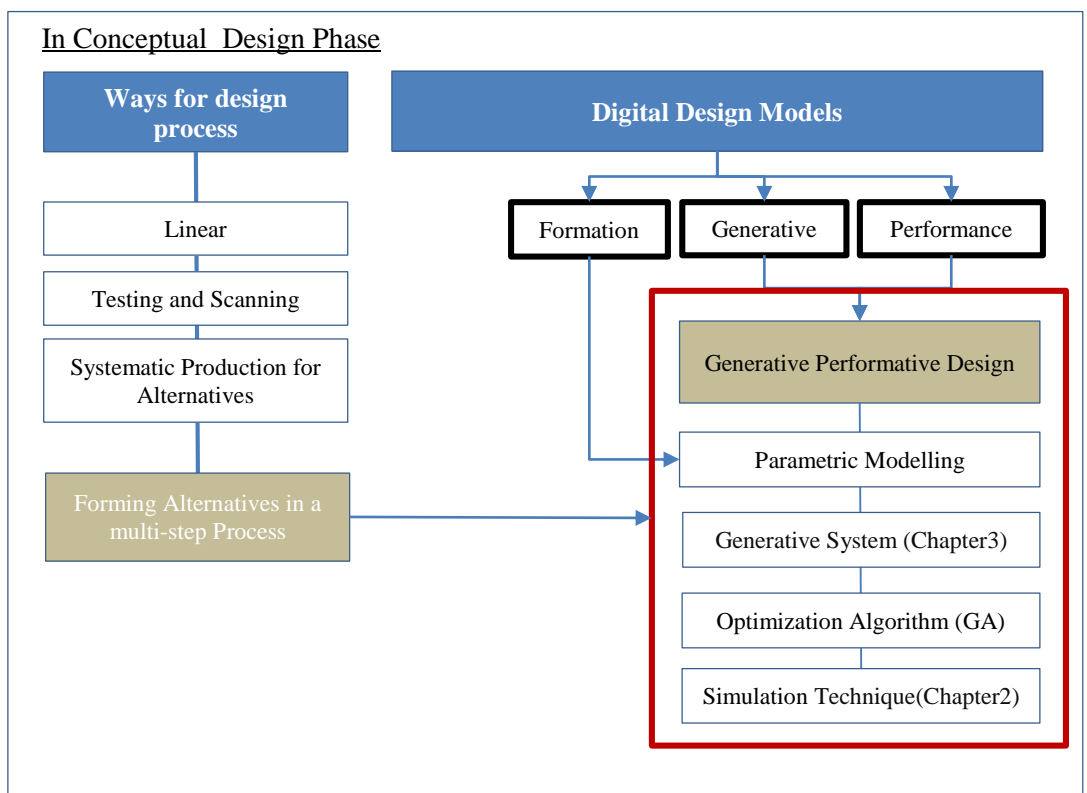 In Conceptual Design Phase
Ways for design
process
Digital Design Models
Formation
Generative
Performance
Linear
Testing and Scanning
Systematic Production for
Alternatives
Forming Alternatives in a
multi-step Process
Generative Performative Design
Parametric Modelling
Generative System (Chapter3)
Optimization Algorithm (GA)
Simulation Technique(Chapter2)